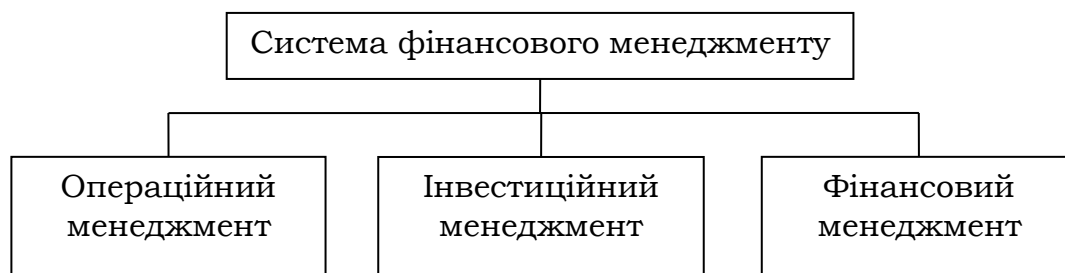 Система фінансового менеджменту
Операційний
менеджмент
Інвестиційний
менеджмент
Фінансовий
менеджмент